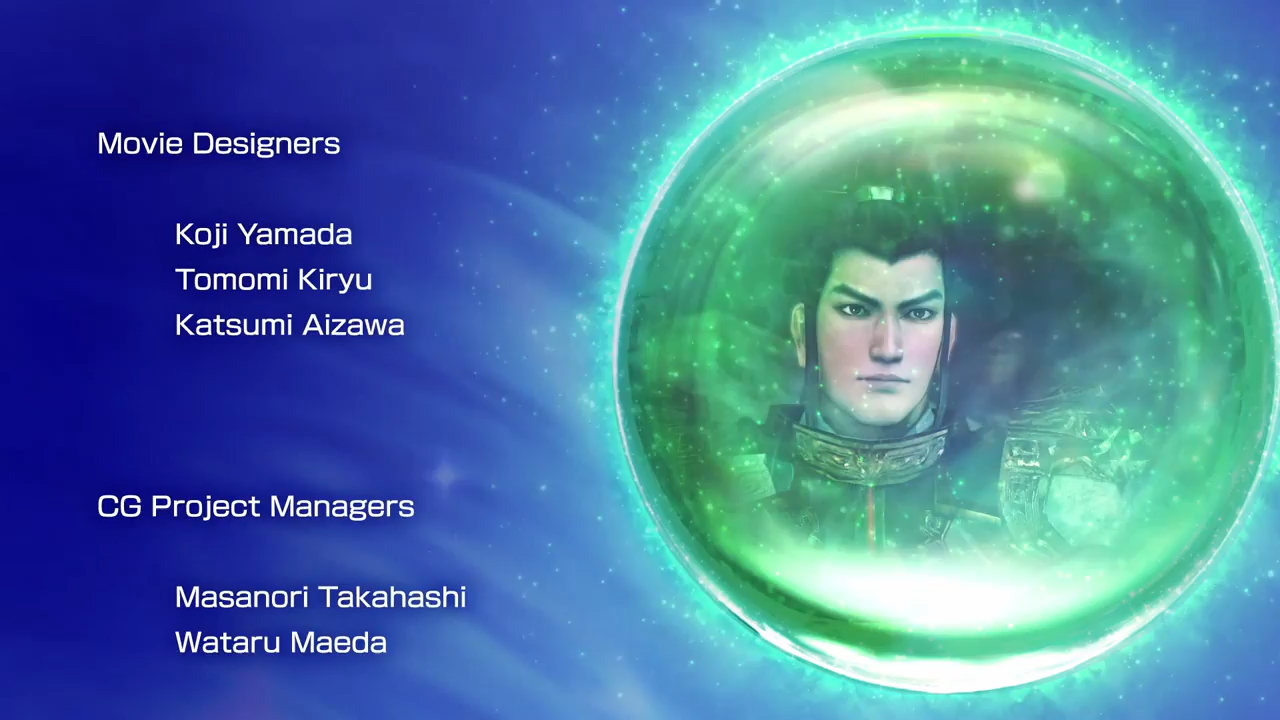 Movie Designers
Koji Yamada
Tomomi Kiryu
Katsumi Aizawa
CG Project Managers
Masanori Takahashi
Wataru Maeda